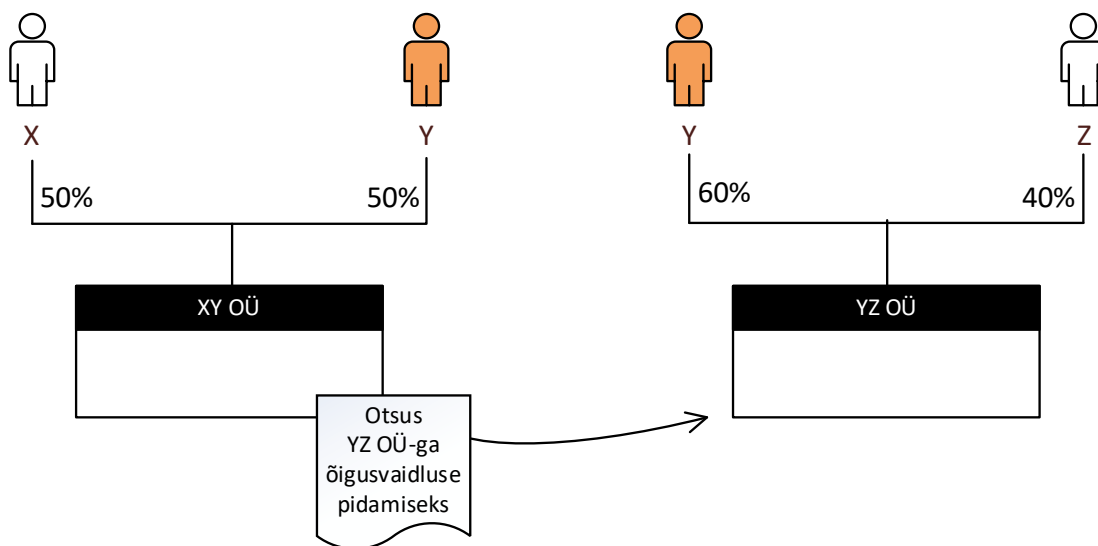 X
Y
Y
Z
50%
50%
60%
40%
XY OÜ
YZ OÜ
Otsus
YZ OÜ-ga
õigusvaidluse
pidamiseks